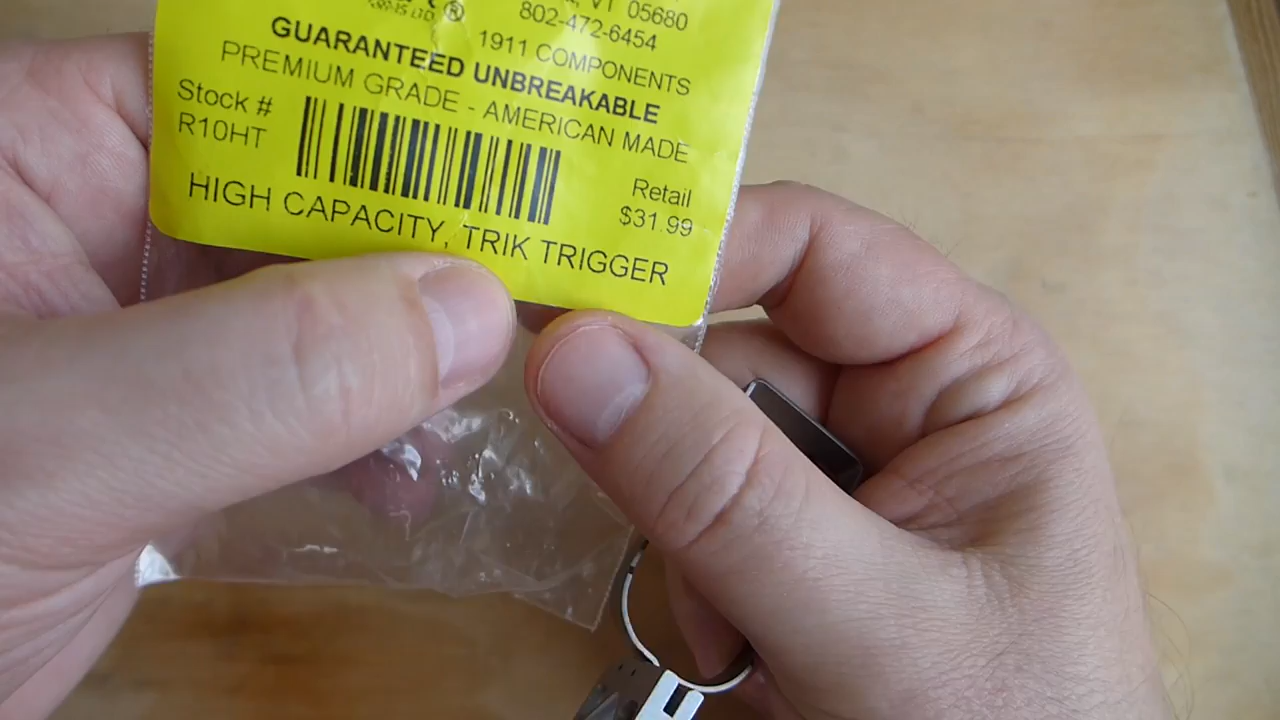 VT 05680
®
802-472-6454
1911 COMPONENTS
GUARANTEED UNBREAKABLE
PREMIUM GRADE - AMERICAN MADE
Stock #
R10HT
Retail
$31.99
HIGH CAPACITY, TRIK TRIGGER